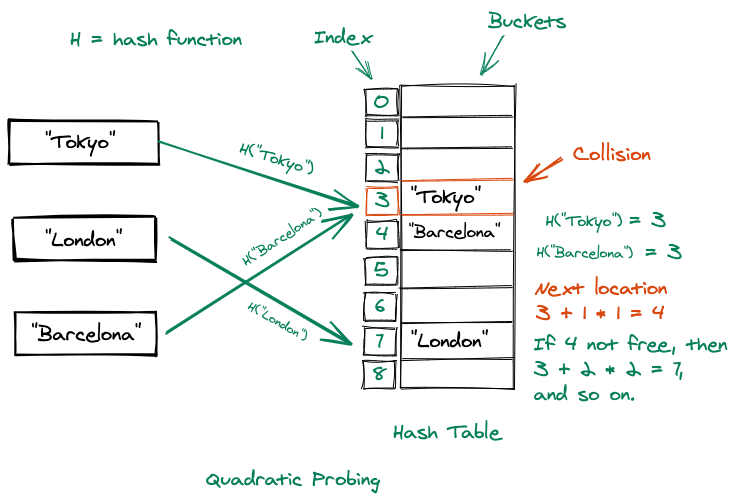 H = hash function
Index
Buckets
"Tokyo"
"London"
"Barcelona"
H("Tokyo")
H("Barcelona")
H("London")
0
1
2
3 "Tokyo"
4 "Barcelona"
5
6
7 "London"
8
Collision
H("Tokyo") = 3
H("Barcelona") = 3
Next location
3 + 1 * 1 = 4
If 4 not free, then
3 + 2 * 2 = 7,
and so on.
Hash Table
Quadratic Probing